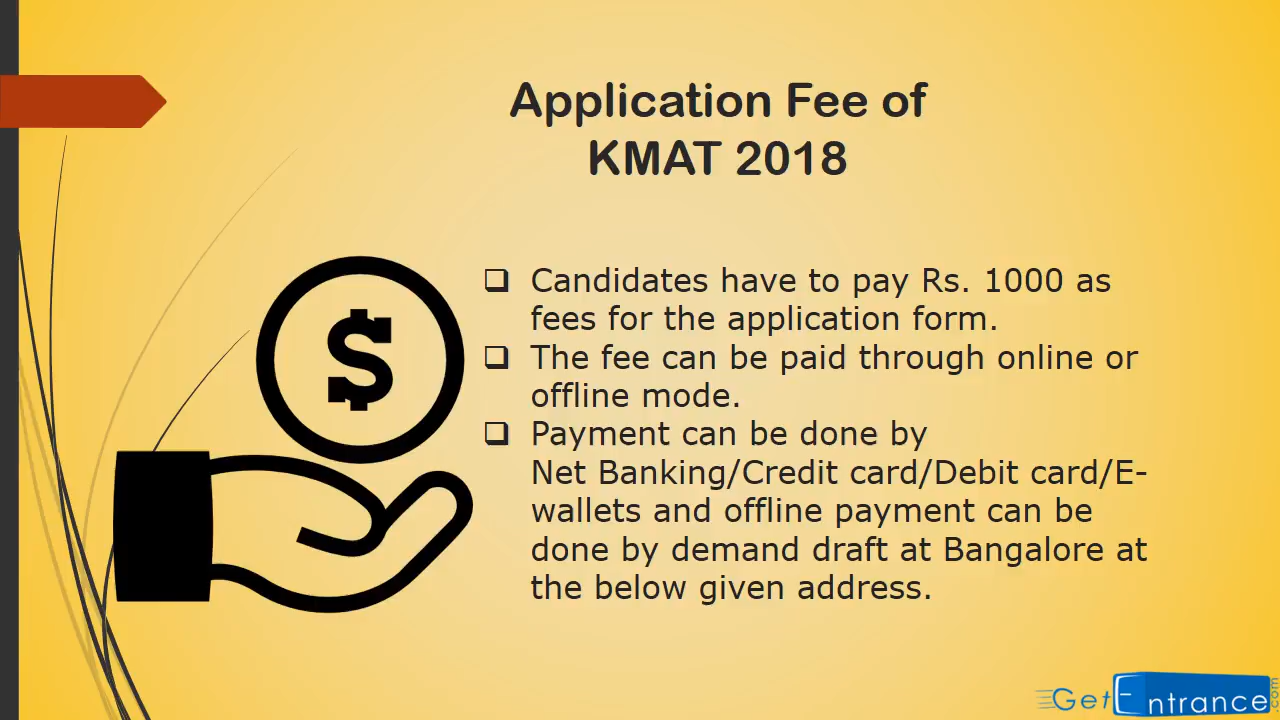 Application Fee of
KMAT 2018
$
❑ Candidates have to pay Rs. 1000 as
fees for the application form.
❑ The fee can be paid through online or
offline mode.
❑ Payment can be done by
Net Banking/Credit card/Debit card/E-
wallets and offline payment can be
done by demand draft at Bangalore at
the below given address.
GetEntrance.com